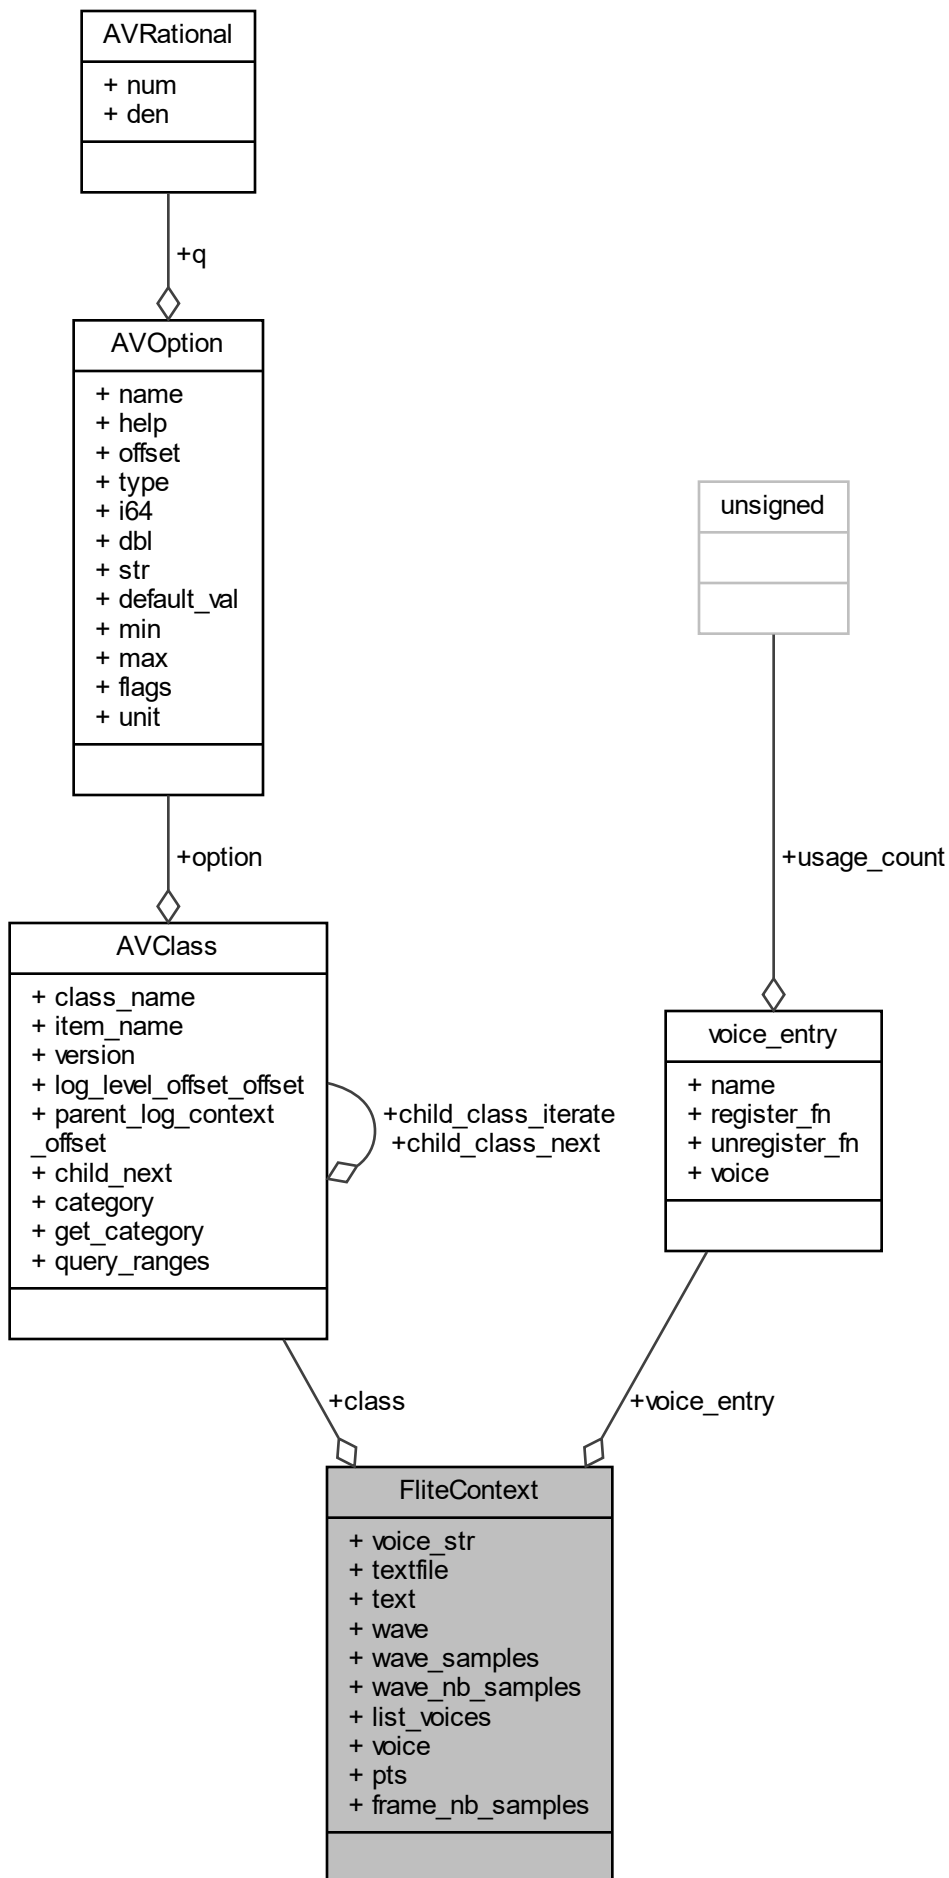 AVRational
+ num
+ den
+q
AVOption
+ name
+ help
+ offset
+ type
+ i64
+ dbl
+ str
+ default_val
+ min
+ max
+ flags
+ unit
unsigned
+option
+usage_count
AVClass
+ class_name
+ item_name
+ version
+ log_level_offset_offset
+ parent_log_context
_offset
+ child_next
+ category
+ get_category
+ query_ranges
+child_class_iterate
+child_class_next
voice_entry
+ name
+ register_fn
+ unregister_fn
+ voice
+class
+voice_entry
FliteContext
+ voice_str
+ textfile
+ text
+ wave
+ wave_samples
+ wave_nb_samples
+ list_voices
+ voice
+ pts
+ frame_nb_samples